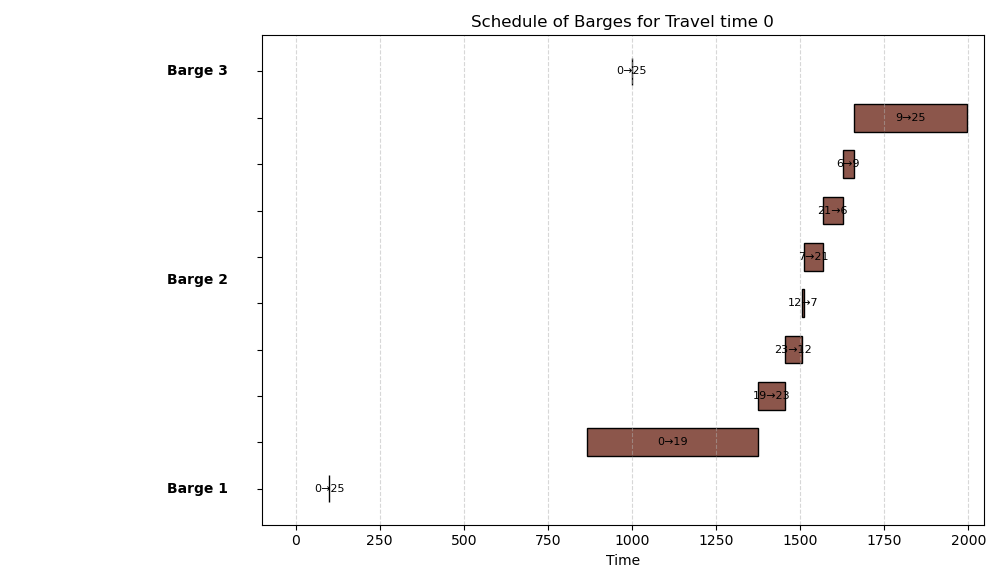 Schedule of Barges for Travel time 0
Barge 3
0→25
9→25
6→9
21→6
7→21
Barge 2
12→7
23→12
19→23
0→19
Barge 1
0→25
0 250 500 750 1000 1250 1500 1750 2000
Time